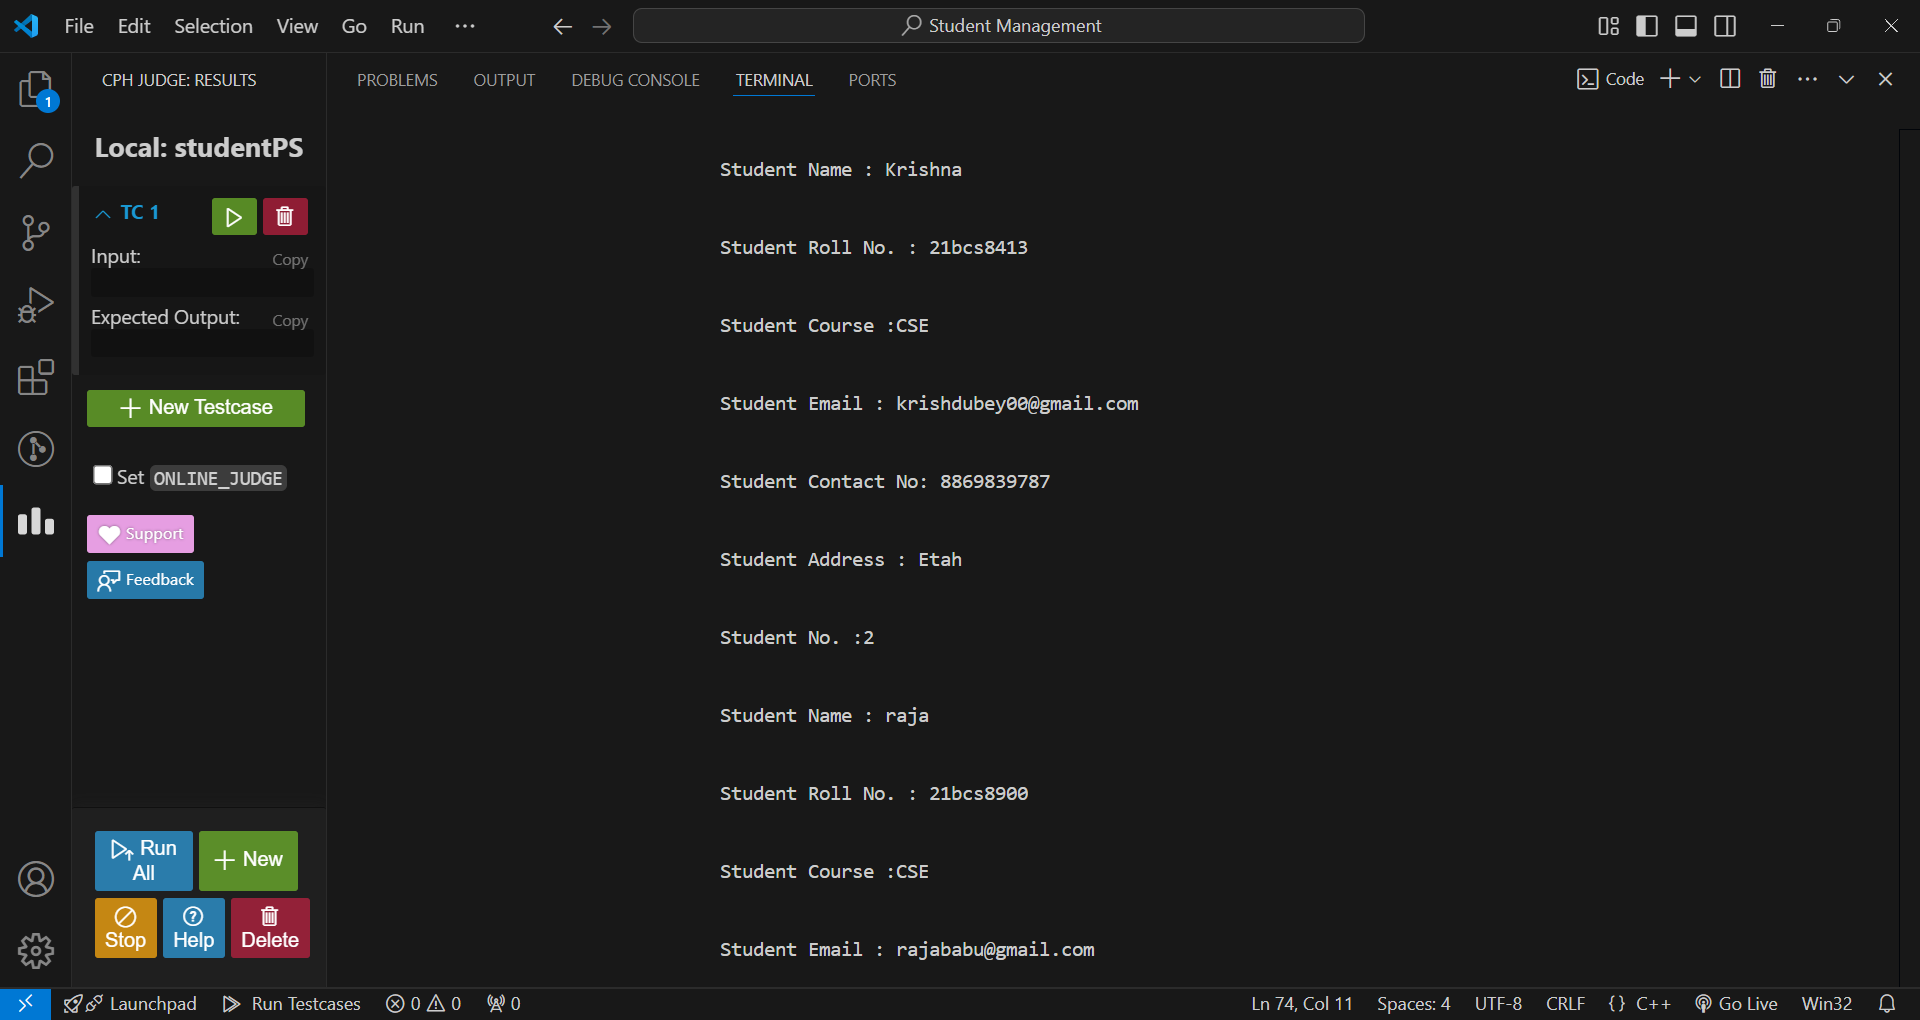 File Edit Selection View Go Run ···
Student Management
CPH JUDGE: RESULTS
PROBLEMS OUTPUT DEBUG CONSOLE TERMINAL PORTS
Code
1
Local: studentPS
TC 1
Input: Copy
Expected Output: Copy
New Testcase
Set ONLINE_JUDGE
Support
Feedback
Student Name : Krishna
Student Roll No. : 21bcs8413
Student Course :CSE
Student Email : krishdubey00@gmail.com
Student Contact No: 8869839787
Student Address : Etah
Student No. :2
Student Name : raja
Student Roll No. : 21bcs8900
Student Course :CSE
Student Email : rajababu@gmail.com
Run All
New
Stop
Help
Delete
Launchpad Run Testcases 0 0 0
Ln 74, Col 11 Spaces: 4 UTF-8 CRLF {} C++ Go Live Win32